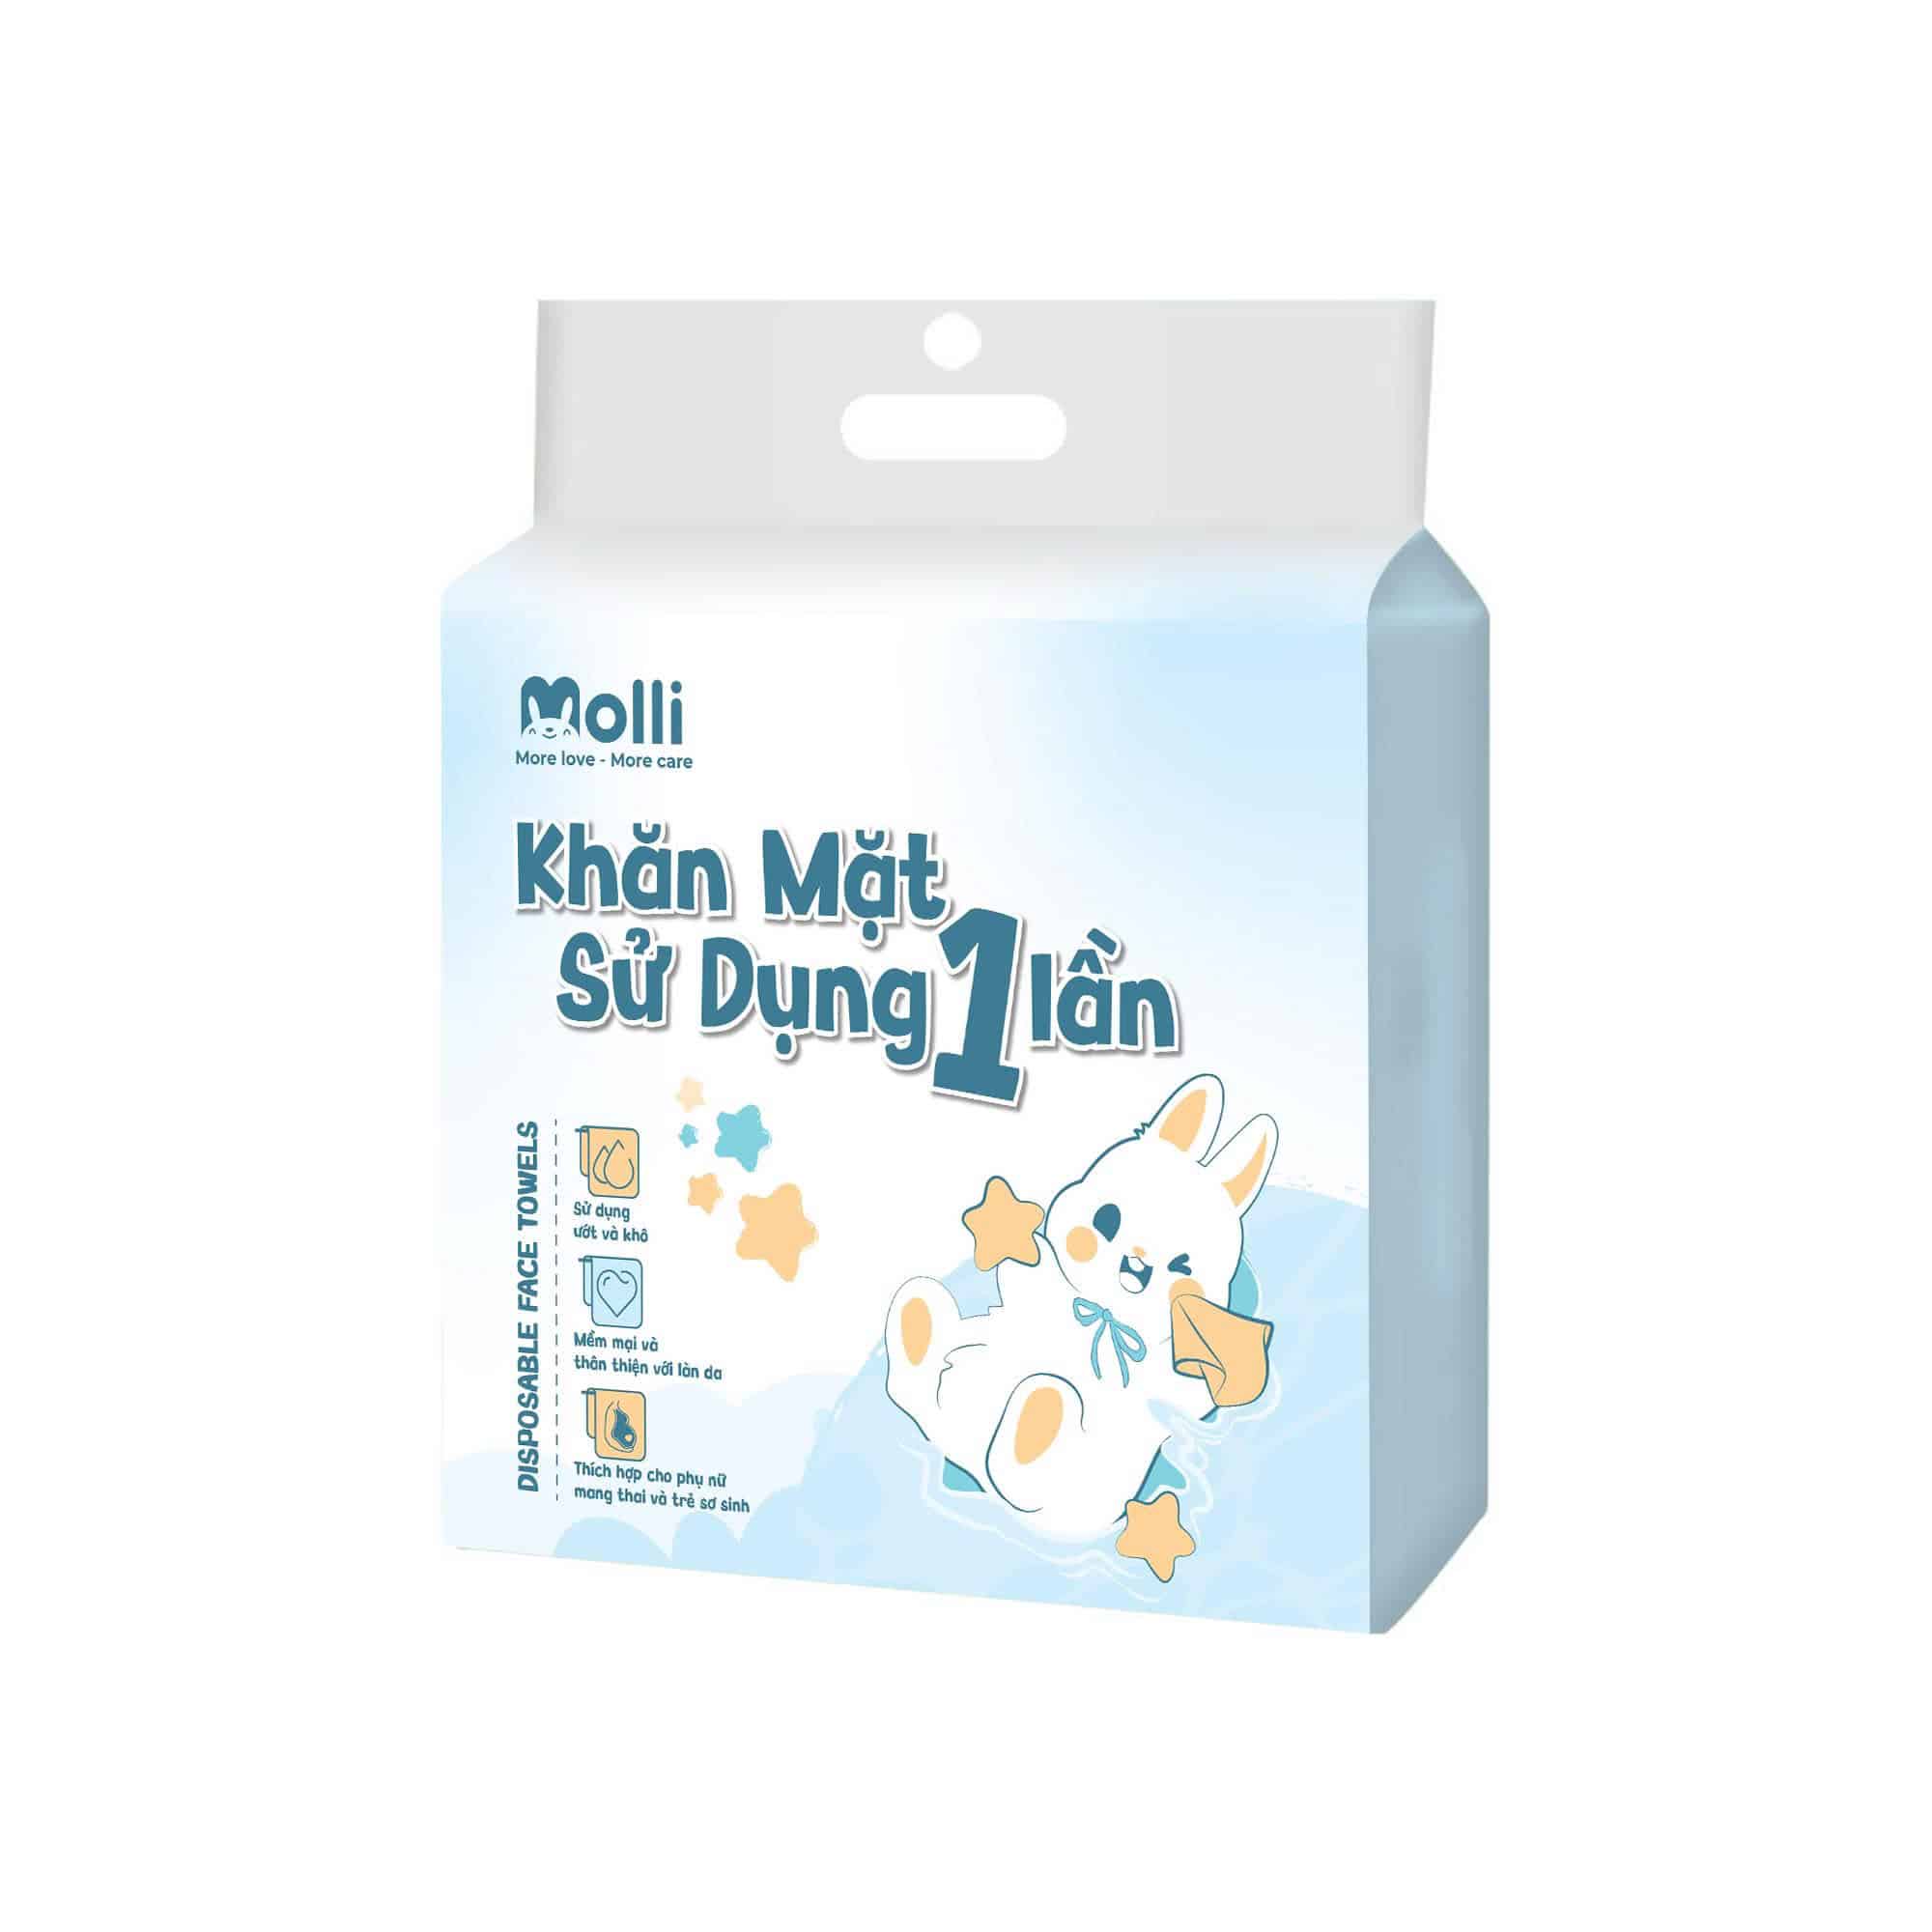 Molli
More love - More care
Khăn Mặt
Sử Dụng 1 lần
DISPOSABLE FACE TOWELS
Sử dụng
ướt và khô
Mềm mại và
thân thiện với làn da
Thích hợp cho phụ nữ
mang thai và trẻ sơ sinh